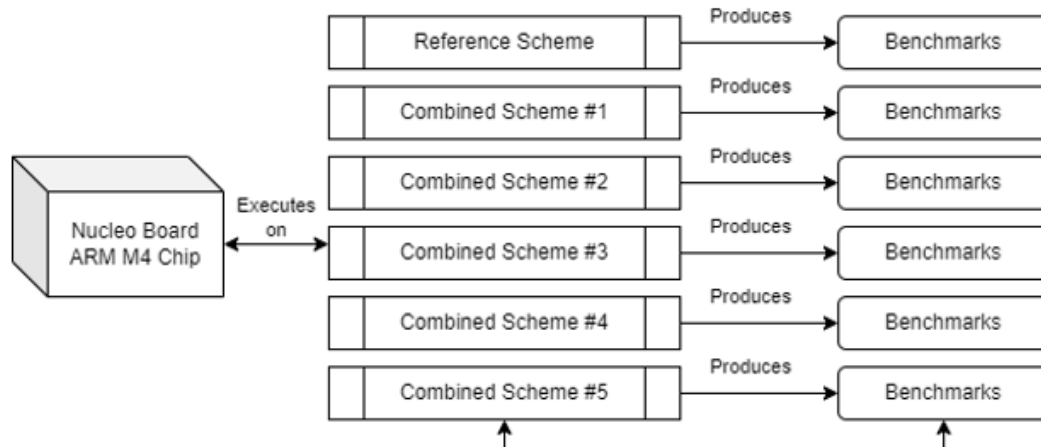 Reference Scheme
Produces
Benchmarks
Combined Scheme #1
Produces
Benchmarks
Combined Scheme #2
Produces
Benchmarks
Nucleo Board
ARM M4 Chip
Executes
on
Combined Scheme #3
Produces
Benchmarks
Combined Scheme #4
Produces
Benchmarks
Combined Scheme #5
Produces
Benchmarks